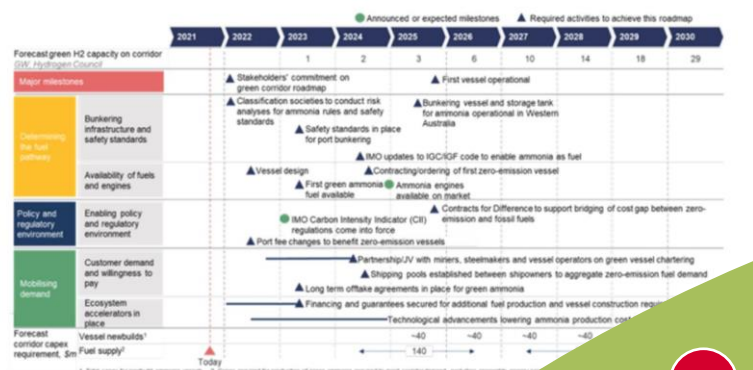 Announced or expected milestones Required activities to achieve this roadmap
2021 2022 2023 2024 2025 2026 2027 2028 2029 2030
Forecast green H2 capacity on corridor
GW, Hydrogen Council
1 2 3 6 10 14 18 29
Major milestones
Stakeholders' commitment on
green corridor roadmap
First vessel operational
Determining
the fuel
pathway
Bunkering
infrastructure and
safety standards
Classification societies to conduct risk
analyses for ammonia rules and safety
standards
Safety standards in place
for port bunkering
Bunkering vessel and storage tank
for ammonia operational in Western
Australia
IMO updates to IGC/IGF code to enable ammonia as fuel
Availability of fuels
and engines
Vessel design
Contracting/ordering of first zero-emission vessel
First green ammonia
fuel available
Ammonia engines
available on market
Policy and
regulatory
environment
Enabling policy
and regulatory
environment
IMO Carbon Intensity Indicator (CII)
regulations come into force
Contracts for Difference to support bridging of cost gap between zero-
emission and fossil fuels
Port fee changes to benefit zero-emission vessels
Mobilising
demand
Customer demand
and willingness to
pay
Partnership/JV with miners, steelmakers and vessel operators on green vessel chartering
Shipping pools established between shipowners to aggregate zero-emission fuel demand
Long term offtake agreements in place for green ammonia
Ecosystem
accelerators in
place
Financing and guarantees secured for additional fuel production and vessel construction
Technological advancements lowering ammonia production
Forecast
corridor capex
requirement, $m
Vessel newbuilds¹
~40 ~40 ~40 ~40
Fuel supply²
140
Today